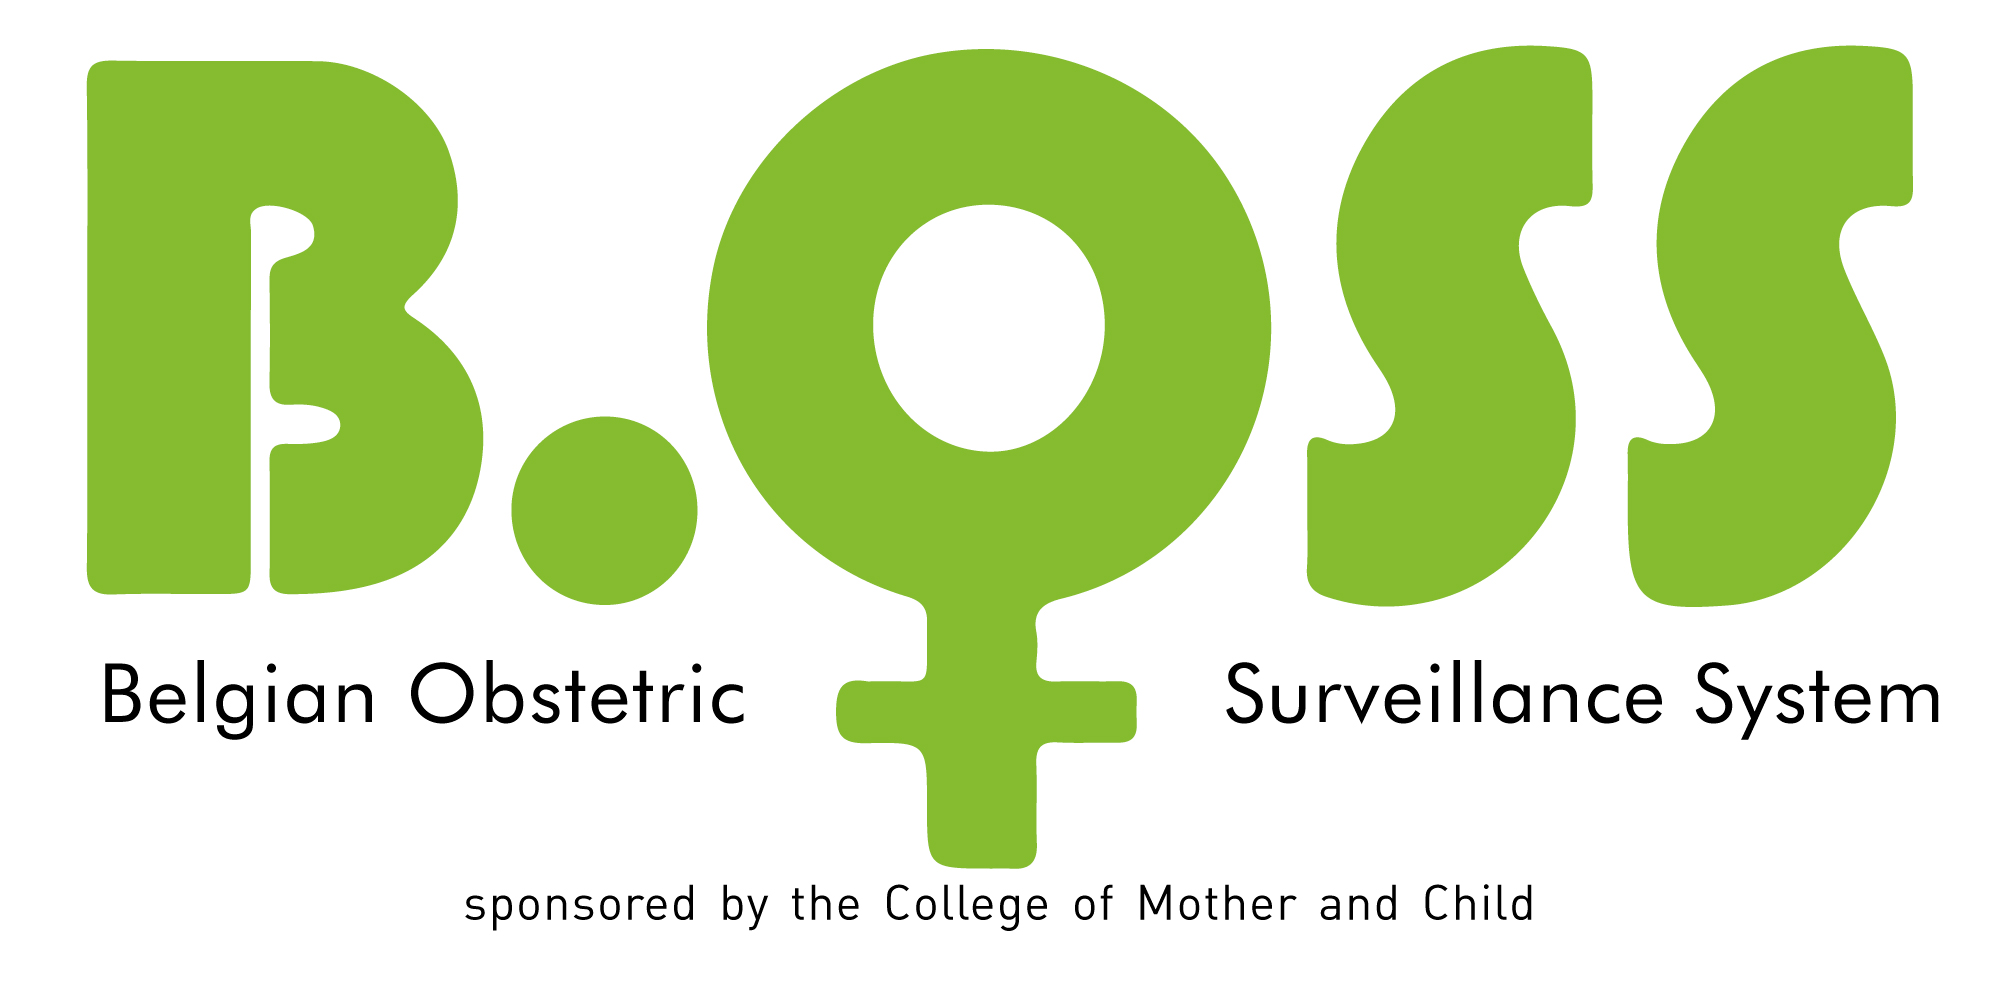 B.OSS
Belgian Obstetric Surveillance System
sponsored by the College of Mother and Child